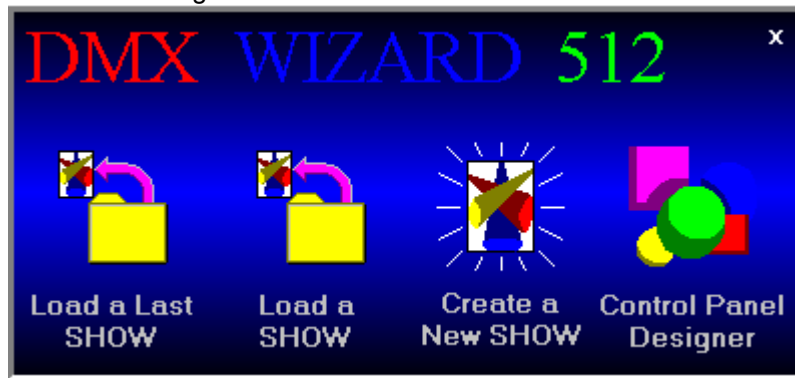 DMX WIZARD 512
x
Load a Last
SHOW
Load a
SHOW
Create a
New SHOW
Control Panel
Designer